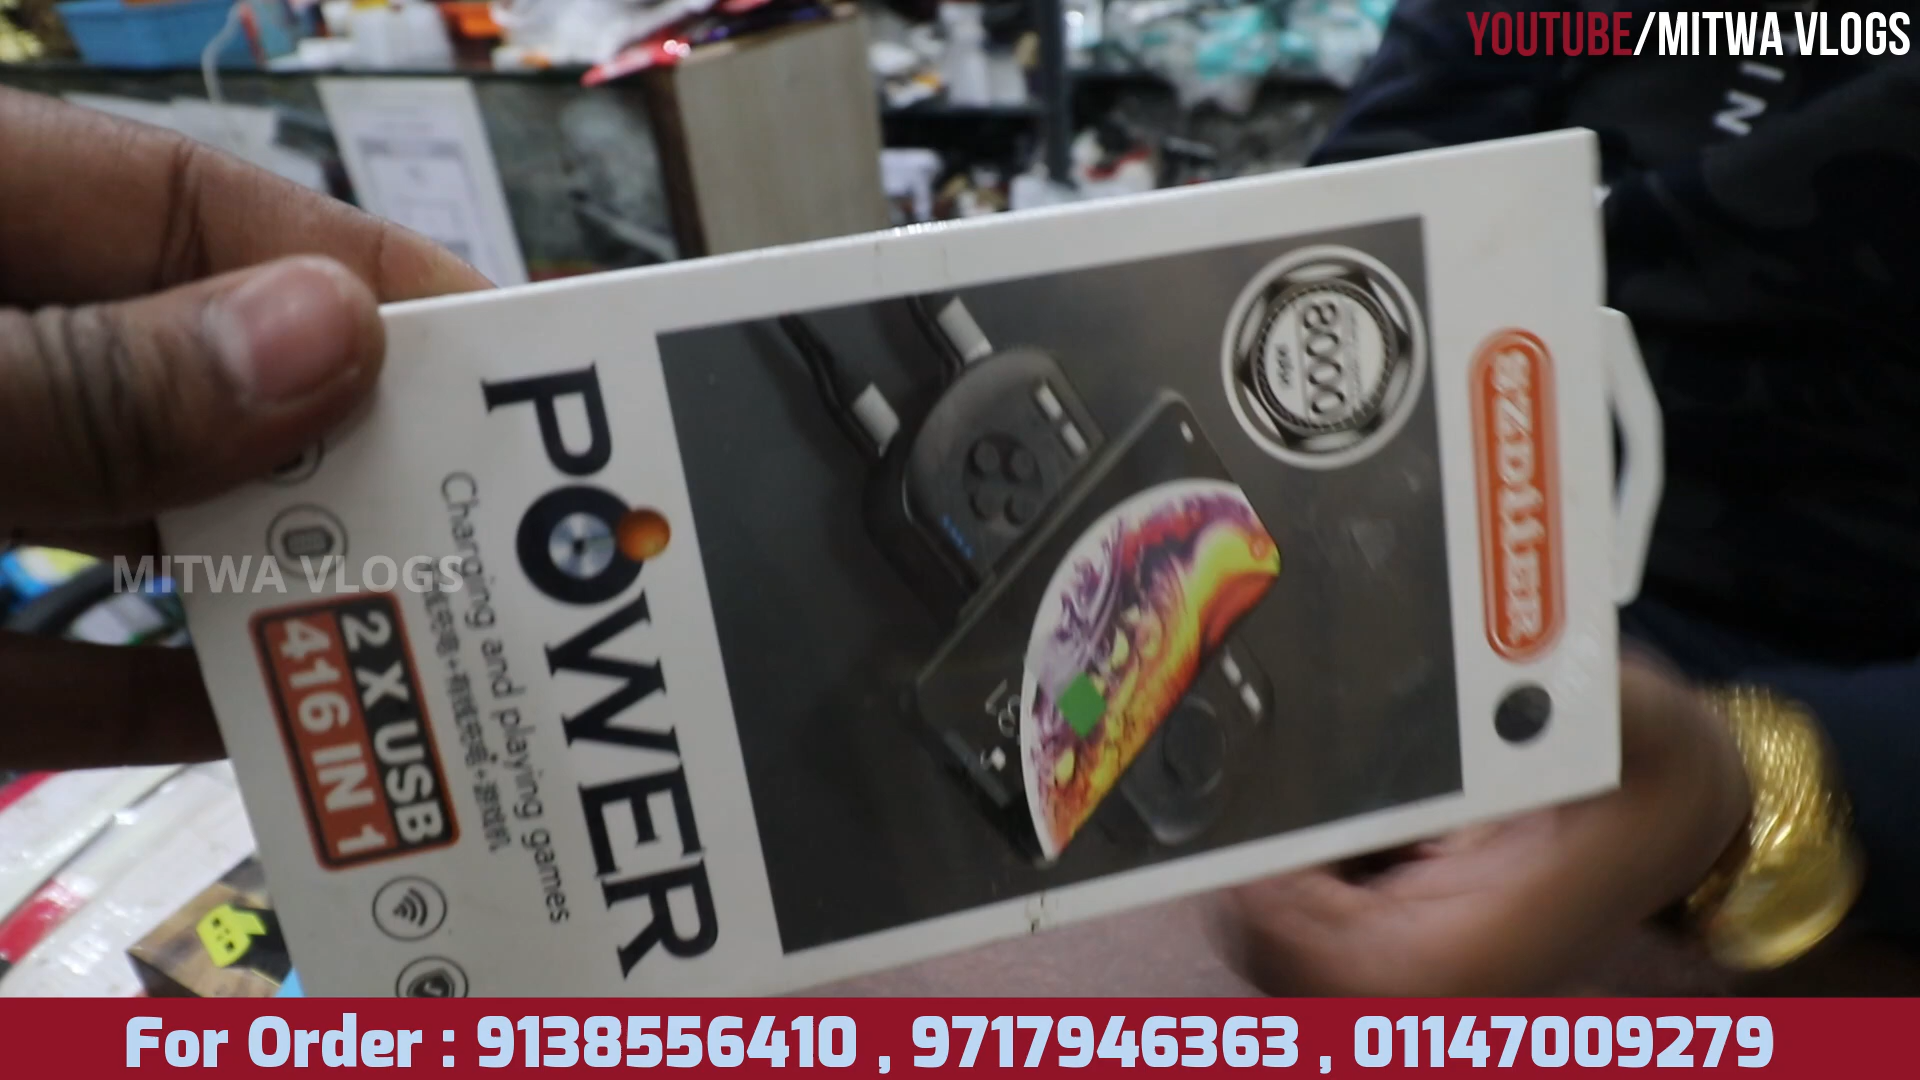 YOUTUBE/MITWA VLOGS
IN
8000
POWER
Charging and playing games
2 X USB
416 IN 1
MITWA VLOGS
For Order : 9138556410 , 9717946363 , 01147009279